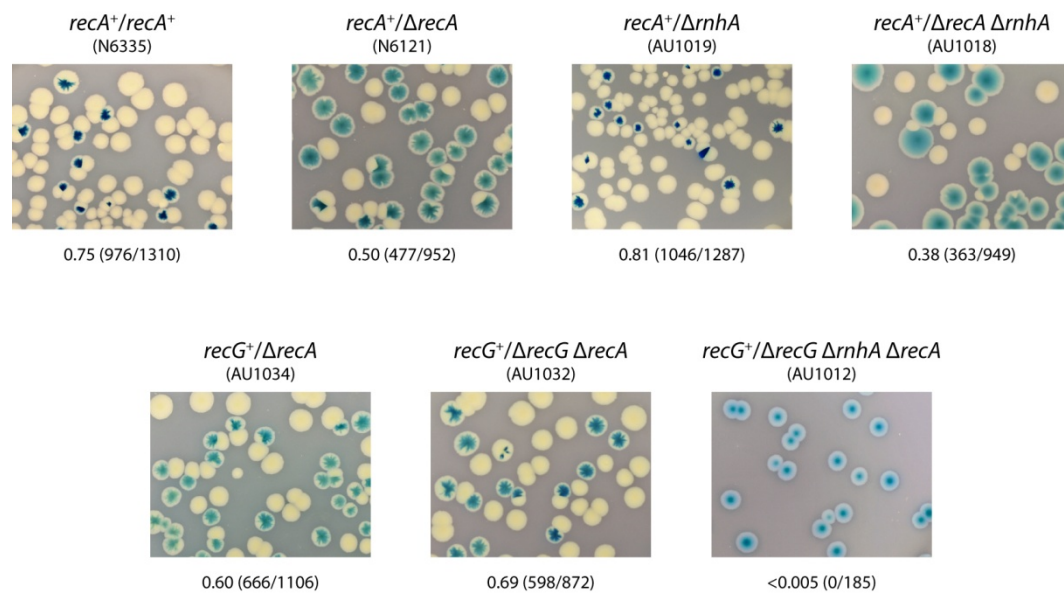 recA⁺/recA⁺
(N6335)
recA⁺/ΔrecA
(N6121)
recA⁺/ΔrnhA
(AU1019)
recA⁺/ΔrecA ΔrnhA
(AU1018)
0.75 (976/1310)
0.50 (477/952)
0.81 (1046/1287)
0.38 (363/949)
recG⁺/ΔrecA
(AU1034)
recG⁺/ΔrecG ΔrecA
(AU1032)
recG⁺/ΔrecG ΔrnhA ΔrecA
(AU1012)
0.60 (666/1106)
0.69 (598/872)
<0.005 (0/185)